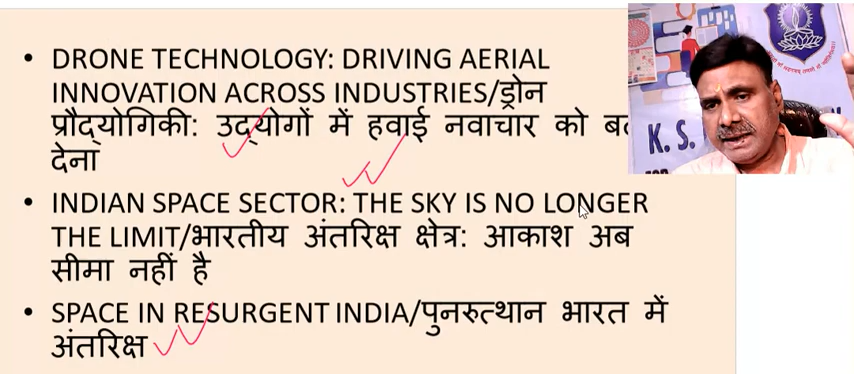 • DRONE TECHNOLOGY: DRIVING AERIAL
INNOVATION ACROSS INDUSTRIES/ड्रोन
प्रौद्योगिकी: उद्योगों में हवाई नवाचार को
देना
• INDIAN SPACE SECTOR: THE SKY IS NO LONGER
THE LIMIT/भारतीय अंतरिक्ष क्षेत्र: आकाश अब
सीमा नहीं है
• SPACE IN RESURGENT INDIA/पुनरुत्थान भारत में
अंतरिक्ष
K. S.